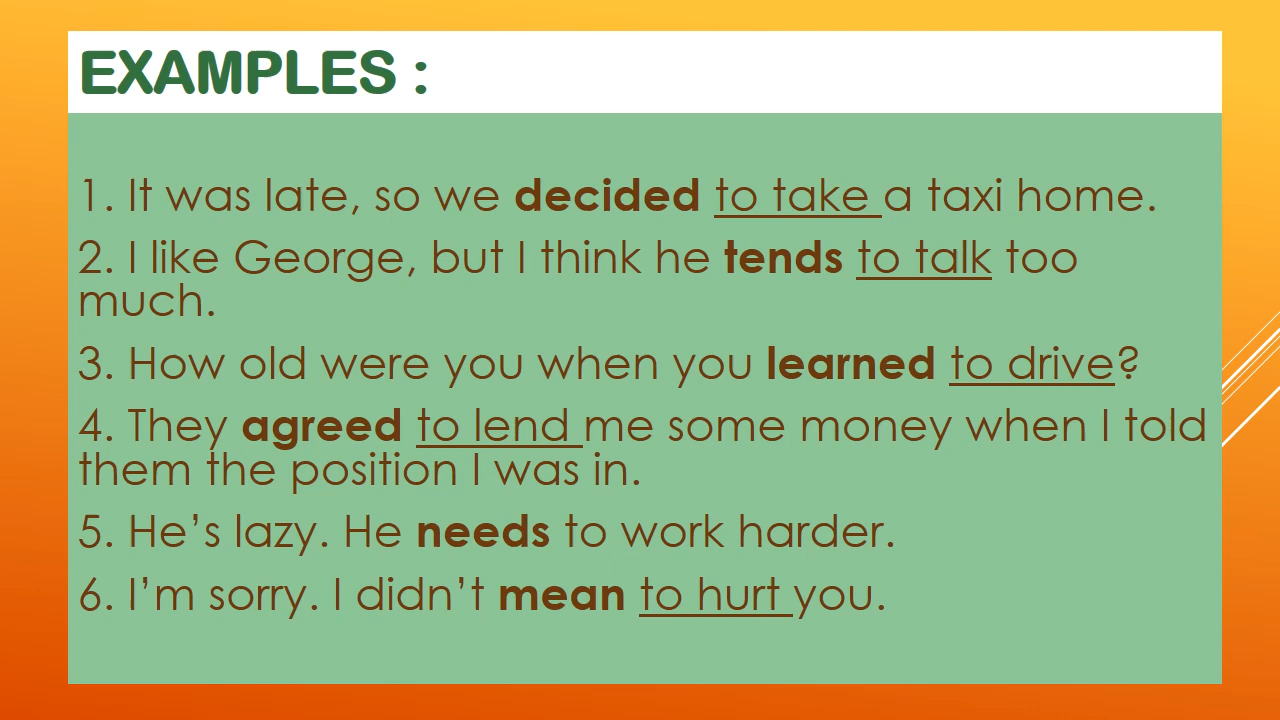 EXAMPLES :
1. It was late, so we decided to take a taxi home.
2. I like George, but I think he tends to talk too
much.
3. How old were you when you learned to drive?
4. They agreed to lend me some money when I told
them the position I was in.
5. He’s lazy. He needs to work harder.
6. I’m sorry. I didn’t mean to hurt you.